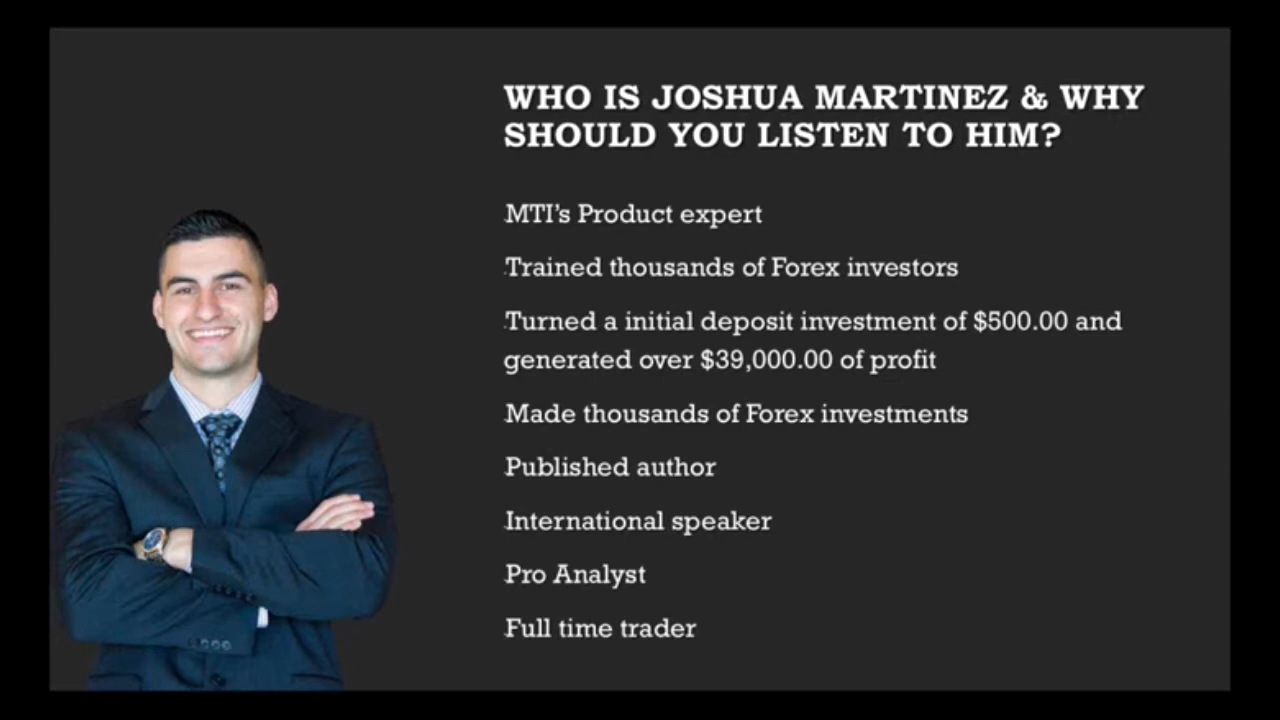 WHO IS JOSHUA MARTINEZ & WHY
SHOULD YOU LISTEN TO HIM?
MTI's Product expert
Trained thousands of Forex investors
Turned a initial deposit investment of $500.00 and
generated over $39,000.00 of profit
Made thousands of Forex investments
Published author
International speaker
Pro Analyst
Full time trader